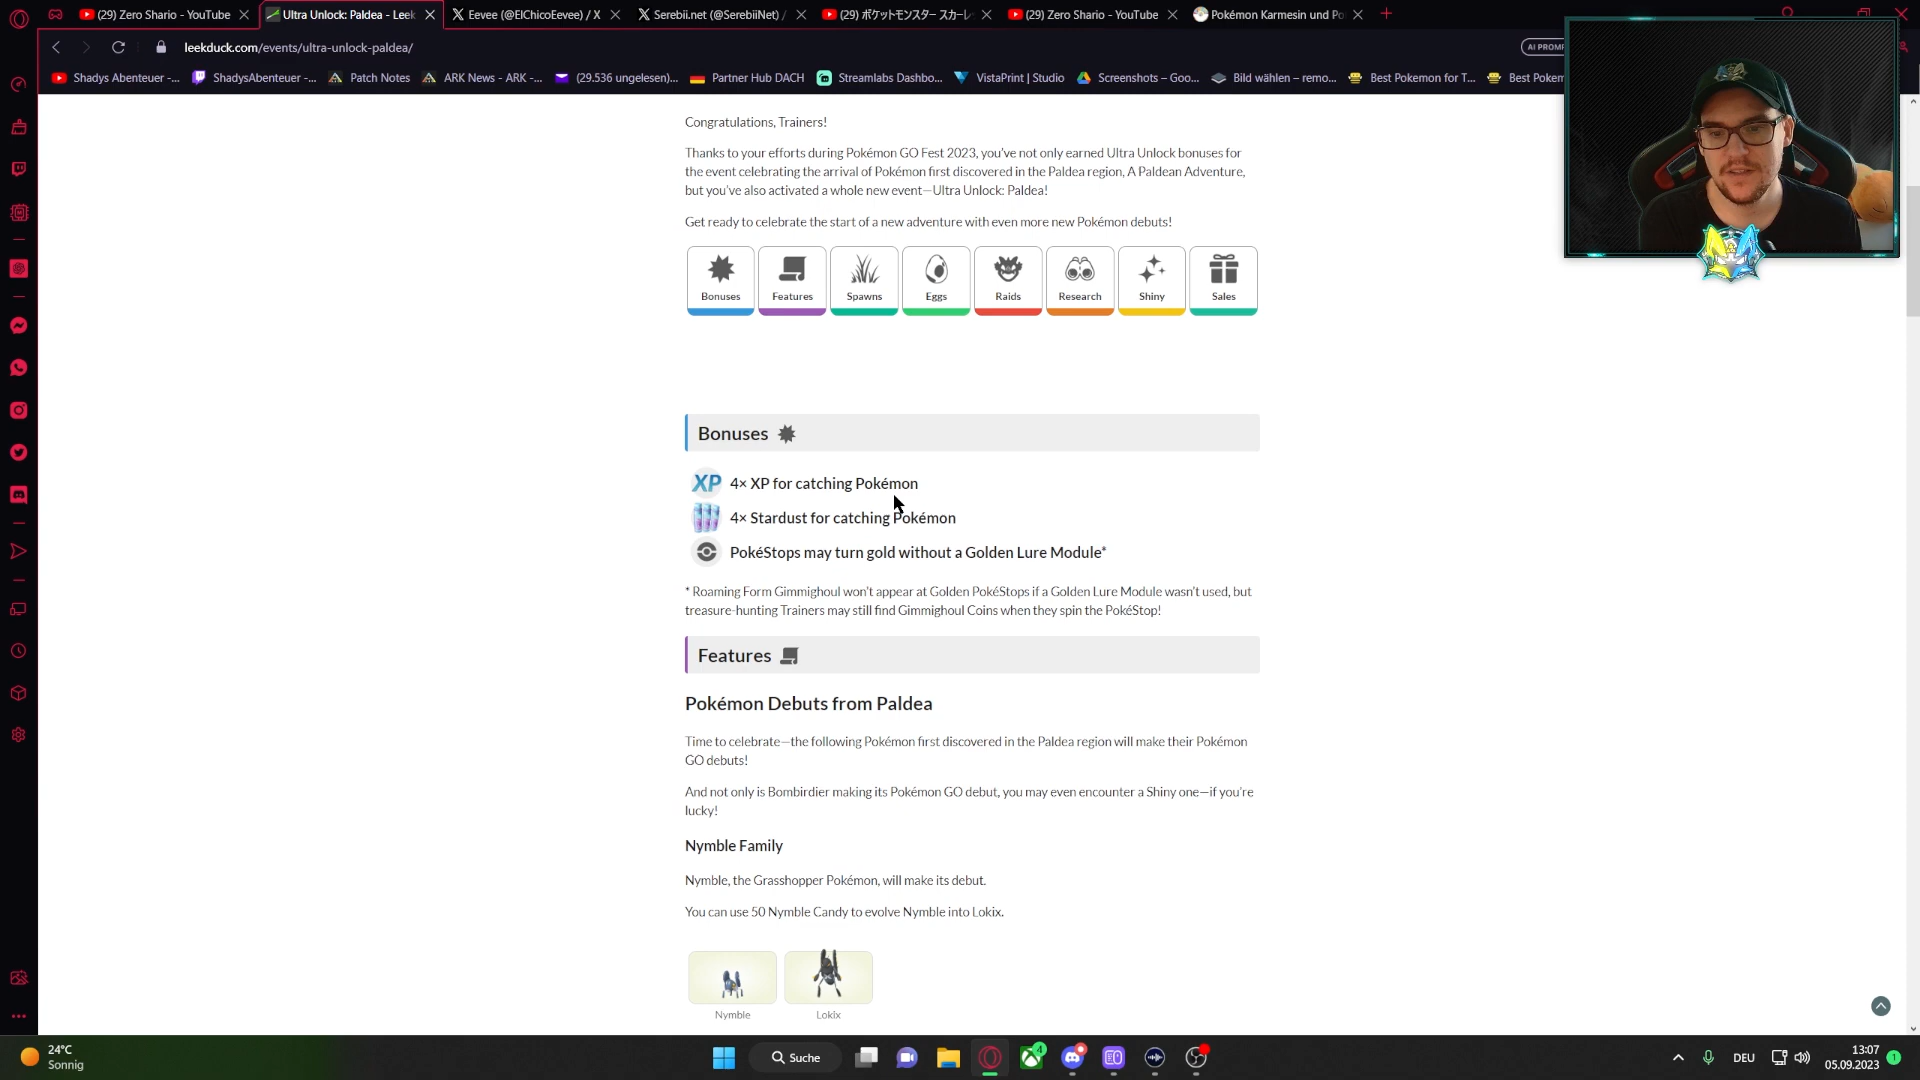 (29) Zero Shario - YouTube
Ultra Unlock: Paldea - Leek
Eevee (@ElChicoEevee) / X
Serebii.net (@SerebiiNet) /
(29) ポケットモンスター スカーレ
(29) Zero Shario - YouTube
Pokémon Karmesin und Po
leekduck.com/events/ultra-unlock-paldea/
AI PROM
Shadys Abenteuer -...
ShadysAbenteuer -...
Patch Notes
ARK News - ARK -...
(29.536 ungelesen)...
Partner Hub DACH
Streamlabs Dashbo...
VistaPrint | Studio
Screenshots – Goo...
Bild wählen – remo...
Best Pokemon for T...
Best Pokem
Congratulations, Trainers!
Thanks to your efforts during Pokémon GO Fest 2023, you've not only earned Ultra Unlock bonuses for
the event celebrating the arrival of Pokémon first discovered in the Paldea region, A Paldean Adventure,
but you've also activated a whole new event—Ultra Unlock: Paldea!
Get ready to celebrate the start of a new adventure with even more new Pokémon debuts!
Bonuses
Features
Spawns
Eggs
Raids
Research
Shiny
Sales
Bonuses
XP 4× XP for catching Pokémon
4× Stardust for catching Pokémon
PokéStops may turn gold without a Golden Lure Module*
* Roaming Form Gimmighoul won't appear at Golden PokéStops if a Golden Lure Module wasn't used, but
treasure-hunting Trainers may still find Gimmighoul Coins when they spin the PokéStop!
Features
Pokémon Debuts from Paldea
Time to celebrate—the following Pokémon first discovered in the Paldea region will make their Pokémon
GO debuts!
And not only is Bombirdier making its Pokémon GO debut, you may even encounter a Shiny one—if you're
lucky!
Nymble Family
Nymble, the Grasshopper Pokémon, will make its debut.
You can use 50 Nymble Candy to evolve Nymble into Lokix.
Nymble
Lokix
24°C
Sonnig
Suche
4
DEU
13:07
05.09.2023
1